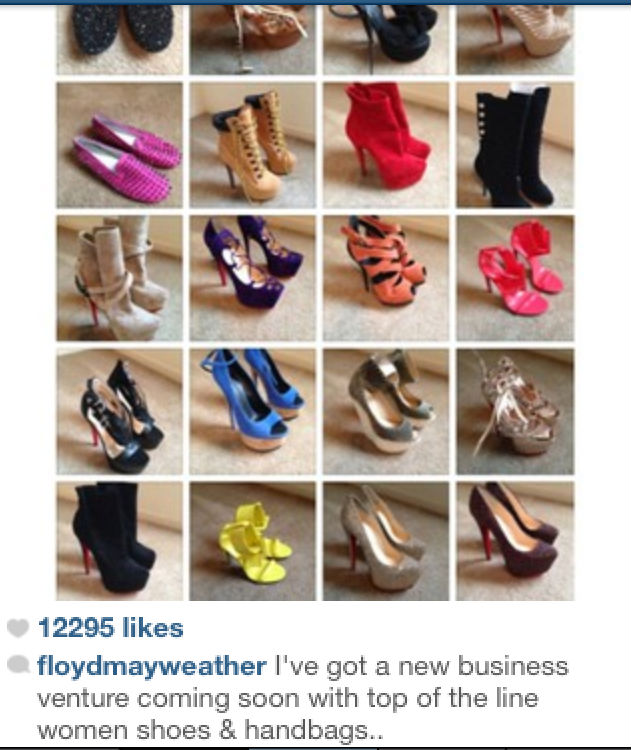 12295 likes
floydmayweather I've got a new business
venture coming soon with top of the line
women shoes & handbags..